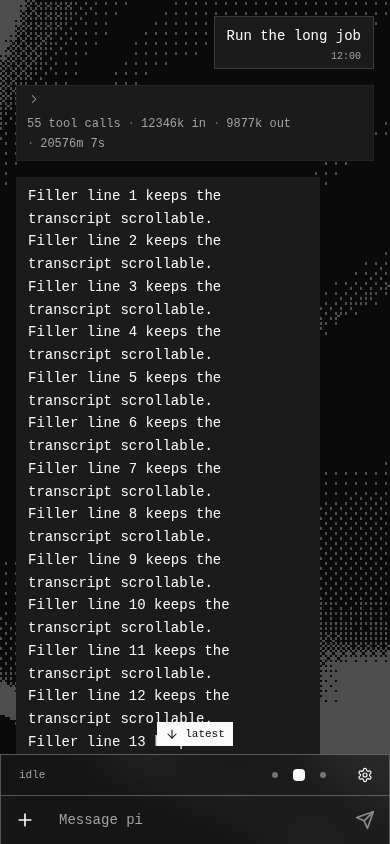 Run the long job
12:00
55 tool calls · 12346k in · 9877k out
· 20576m 7s
Filler line 1 keeps the
transcript scrollable.
Filler line 2 keeps the
transcript scrollable.
Filler line 3 keeps the
transcript scrollable.
Filler line 4 keeps the
transcript scrollable.
Filler line 5 keeps the
transcript scrollable.
Filler line 6 keeps the
transcript scrollable.
Filler line 7 keeps the
transcript scrollable.
Filler line 8 keeps the
transcript scrollable.
Filler line 9 keeps the
transcript scrollable.
Filler line 10 keeps the
transcript scrollable.
Filler line 11 keeps the
transcript scrollable.
Filler line 12 keeps the
transcript scrollable.
latest
Filler line 13
idle
Message pi